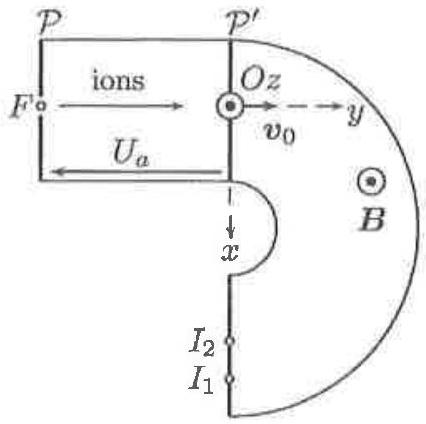 𝒫 𝒫′
ions Oz
F v₀ y
Uₐ
B
x
I₂
I₁